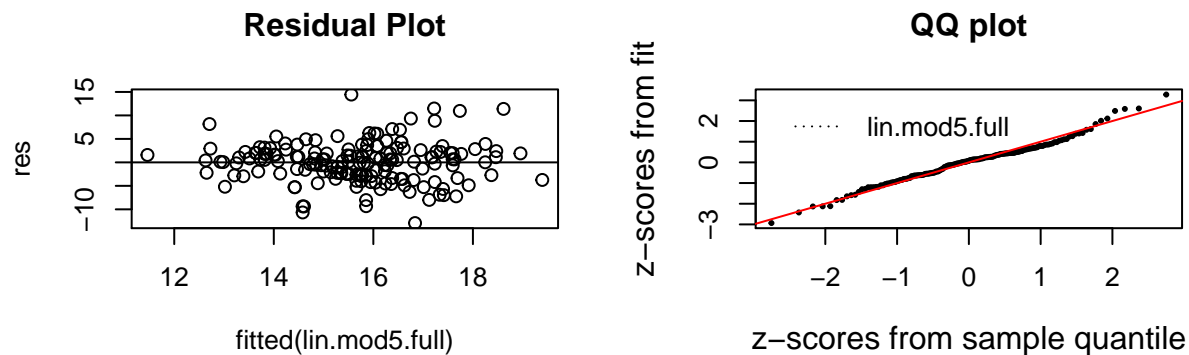 Residual Plot
res
15
5
−10
12
14
16
18
fitted(lin.mod5.full)
QQ plot
z−scores from fit
2
0
−3
lin.mod5.full
−2
−1
0
1
2
z−scores from sample quantile